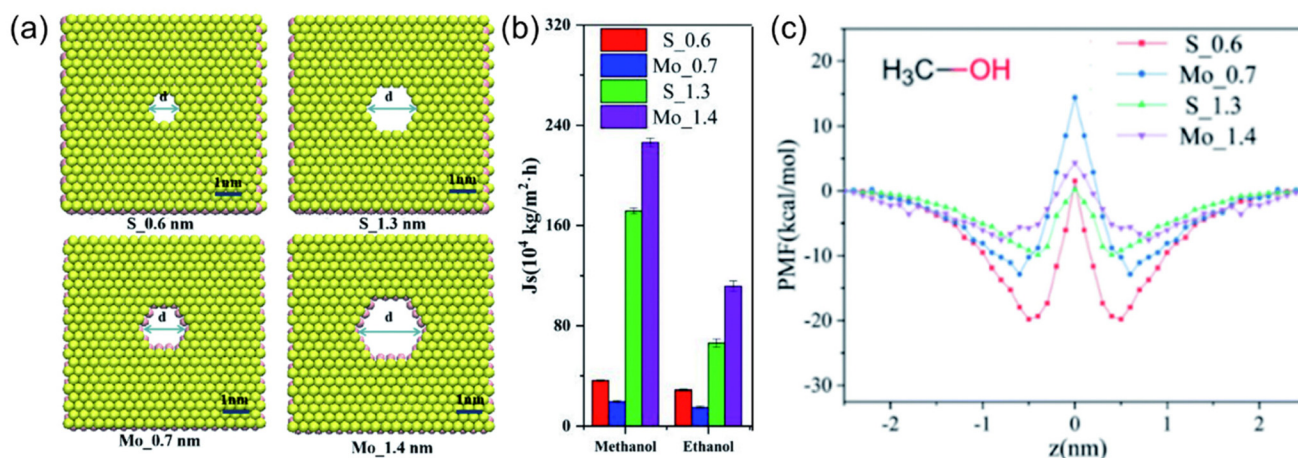 (a)
d
1nm
S_0.6 nm
d
1nm
S_1.3 nm
d
1nm
Mo_0.7 nm
d
1nm
Mo_1.4 nm
(b)
Js(10⁴ kg/m²·h)
320
240
160
80
0
S_0.6
Mo_0.7
S_1.3
Mo_1.4
Methanol
Ethanol
(c)
PMF(kcal/mol)
20
10
0
-10
-20
-30
H₃C-OH
S_0.6
Mo_0.7
S_1.3
Mo_1.4
-2
-1
0
1
2
z(nm)